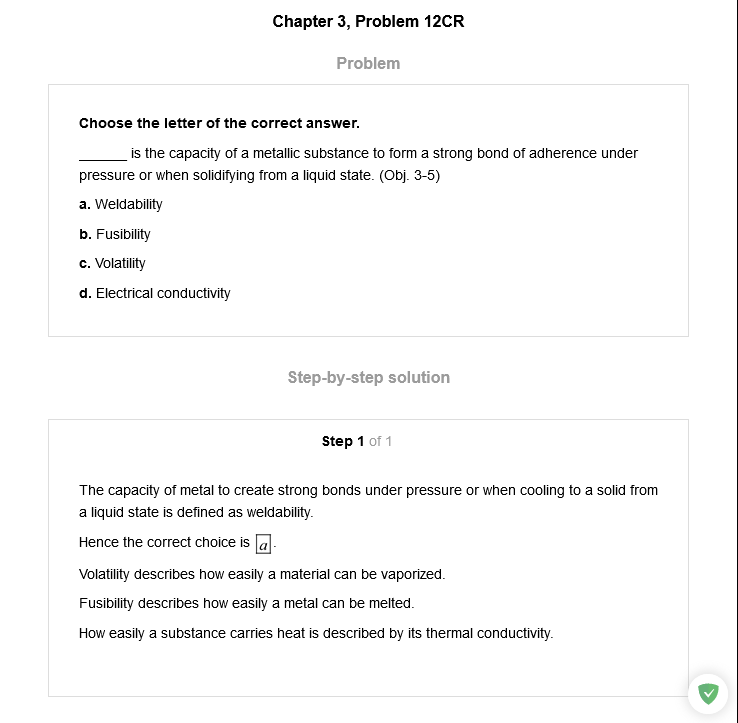 Chapter 3, Problem 12CR
Problem
Choose the letter of the correct answer.
______ is the capacity of a metallic substance to form a strong bond of adherence under
pressure or when solidifying from a liquid state. (Obj. 3-5)
a. Weldability
b. Fusibility
c. Volatility
d. Electrical conductivity
Step-by-step solution
Step 1 of 1
The capacity of metal to create strong bonds under pressure or when cooling to a solid from
a liquid state is defined as weldability.
Hence the correct choice is a.
Volatility describes how easily a material can be vaporized.
Fusibility describes how easily a metal can be melted.
How easily a substance carries heat is described by its thermal conductivity.